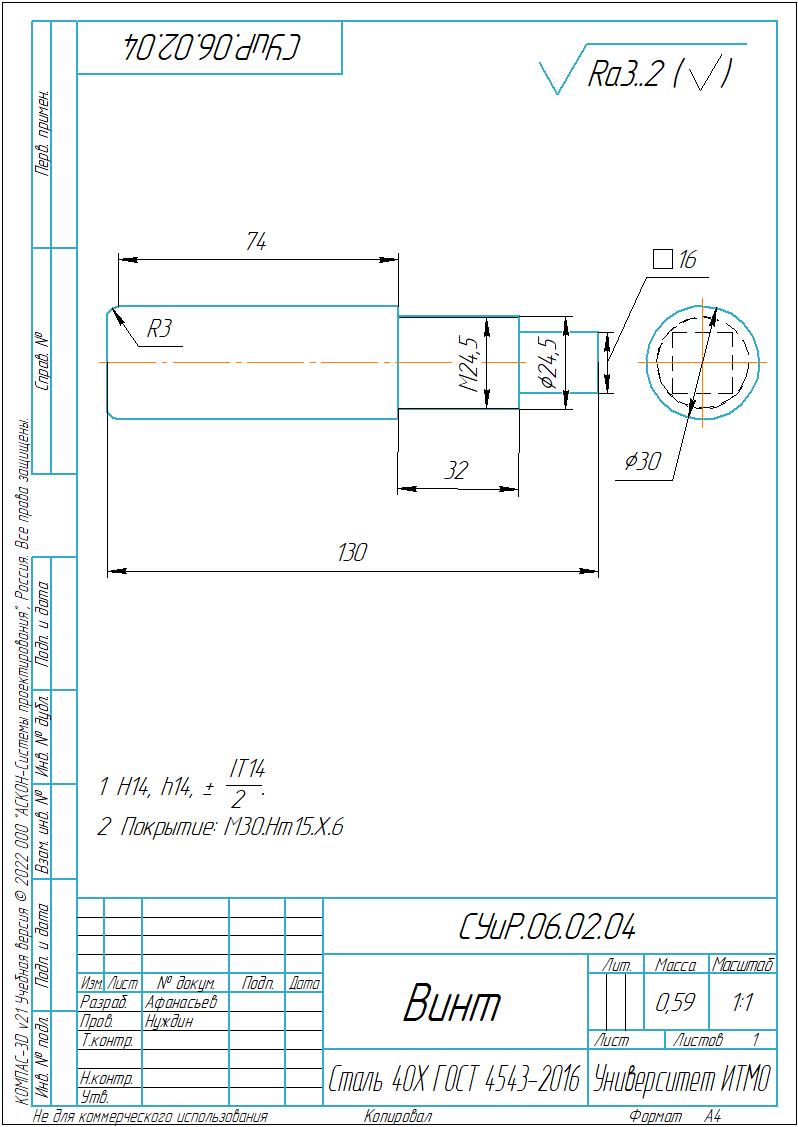 СУиР.06.02.04
Ra3..2 ( )
Перв. примен.
Справ. №
74
R3
M24,5
⌀24,5
□16
⌀30
32
130
Подп. и дата
Инв. № дубл.
Взам. инв. №
Подп. и дата
Инв. № подл.
КОМПАС-3D v21 Учебная версия © 2022 ООО "АСКОН-Системы проектирования", Россия. Все права защищены.
1 H14, h14, ± IT14/2.
2 Покрытие: М30.Нт15.Х.6
СУиР.06.02.04
Изм. Лист № докум. Подп. Дата
Разраб. Афанасьев
Пров. Нуждин
Т.контр.
Н.контр.
Утв.
Винт
Лит. Масса Масштаб
0,59 1:1
Лист Листов 1
Сталь 40Х ГОСТ 4543-2016
Университет ИТМО
Не для коммерческого использования Копировал Формат А4